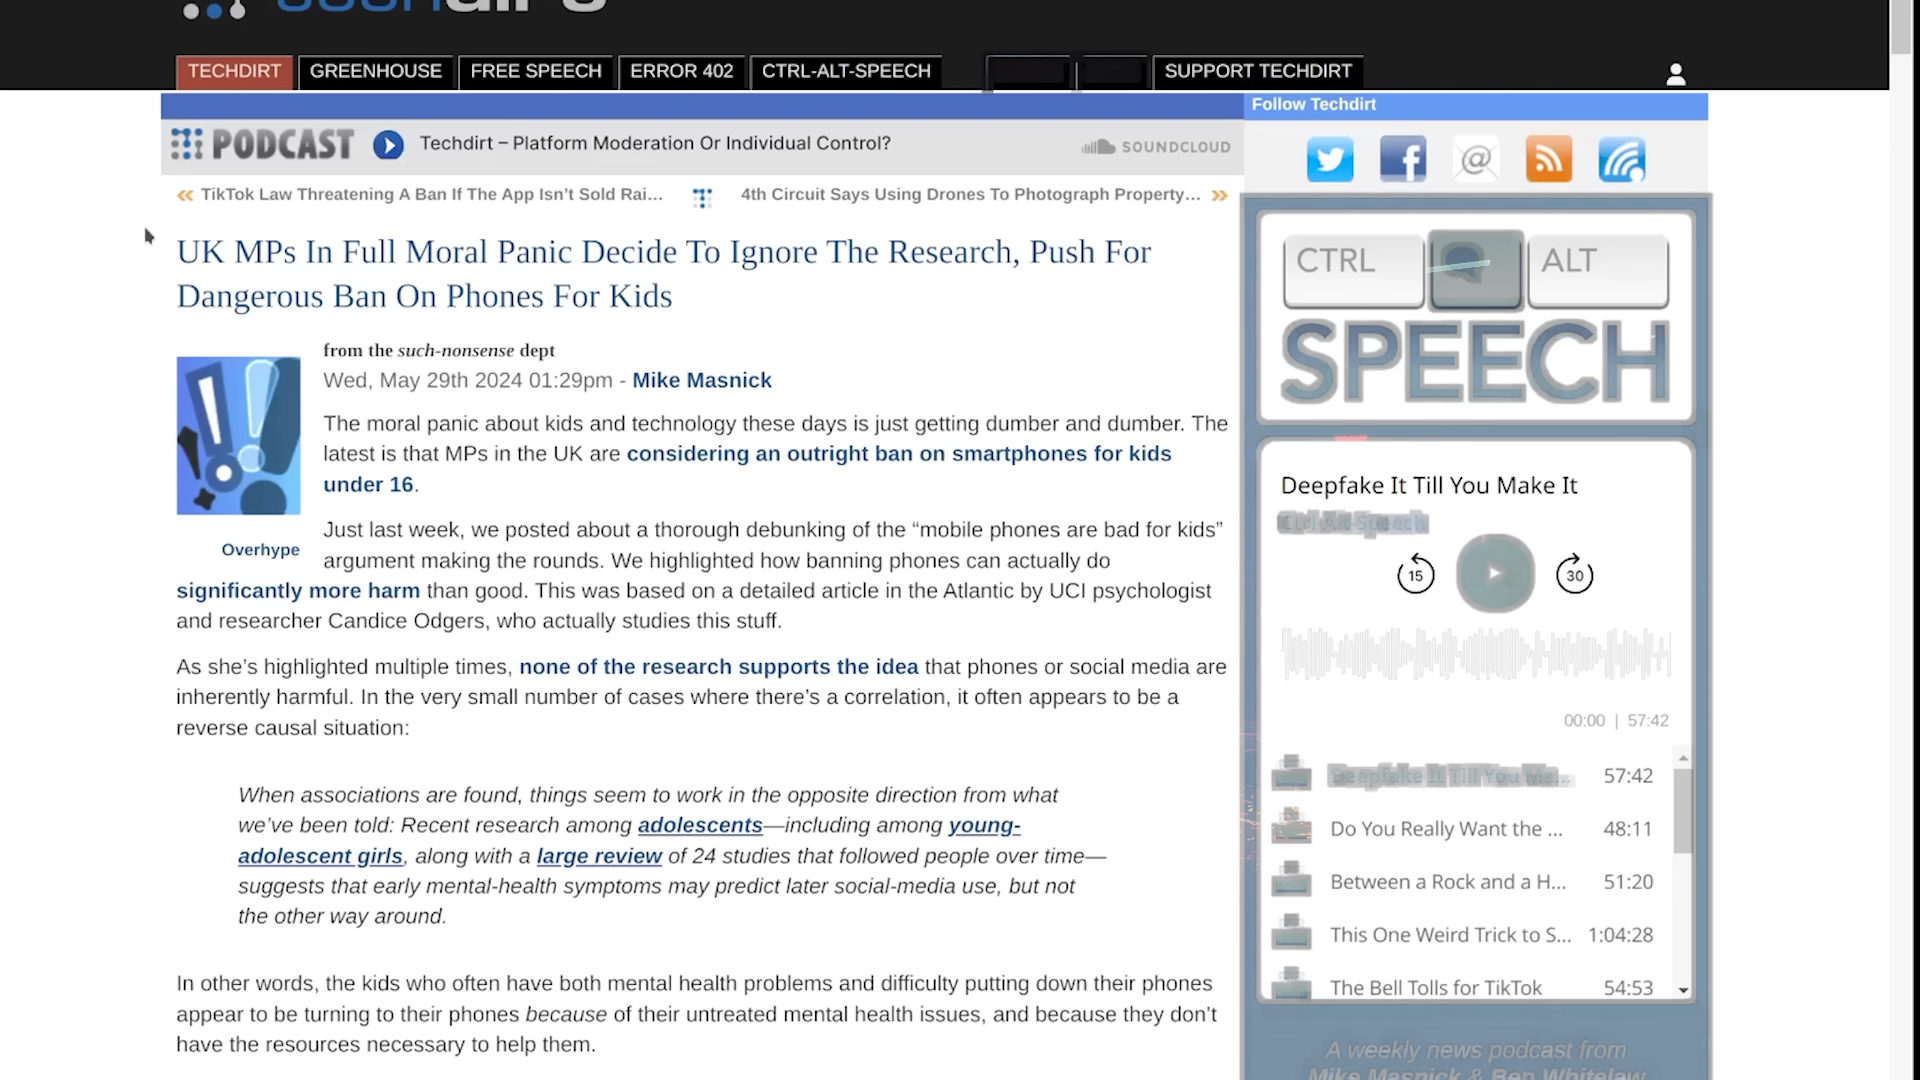 TECHDIRT GREENHOUSE FREE SPEECH ERROR 402 CTRL-ALT-SPEECH SUPPORT TECHDIRT
Follow Techdirt
PODCAST Techdirt – Platform Moderation Or Individual Control? SOUNDCLOUD
« TikTok Law Threatening A Ban If The App Isn’t Sold Rai… 4th Circuit Says Using Drones To Photograph Property… »
UK MPs In Full Moral Panic Decide To Ignore The Research, Push For
Dangerous Ban On Phones For Kids
from the such-nonsense dept
Wed, May 29th 2024 01:29pm - Mike Masnick
The moral panic about kids and technology these days is just getting dumber and dumber. The
latest is that MPs in the UK are considering an outright ban on smartphones for kids
under 16.
Overhype
Just last week, we posted about a thorough debunking of the “mobile phones are bad for kids”
argument making the rounds. We highlighted how banning phones can actually do
significantly more harm than good. This was based on a detailed article in the Atlantic by UCI psychologist
and researcher Candice Odgers, who actually studies this stuff.
As she’s highlighted multiple times, none of the research supports the idea that phones or social media are
inherently harmful. In the very small number of cases where there’s a correlation, it often appears to be a
reverse causal situation:
When associations are found, things seem to work in the opposite direction from what
we’ve been told: Recent research among adolescents—including among young-
adolescent girls, along with a large review of 24 studies that followed people over time—
suggests that early mental-health symptoms may predict later social-media use, but not
the other way around.
In other words, the kids who often have both mental health problems and difficulty putting down their phones
appear to be turning to their phones because of their untreated mental health issues, and because they don’t
have the resources necessary to help them.
CTRL ALT
SPEECH
Deepfake It Till You Make It
Ctrl-Alt-Speech
15 30
00:00 | 57:42
Deepfake It Till You Ma... 57:42
Do You Really Want the ... 48:11
Between a Rock and a H... 51:20
This One Weird Trick to S... 1:04:28
The Bell Tolls for TikTok 54:53
A weekly news podcast from
Mike Masnick & Ben Whitelaw